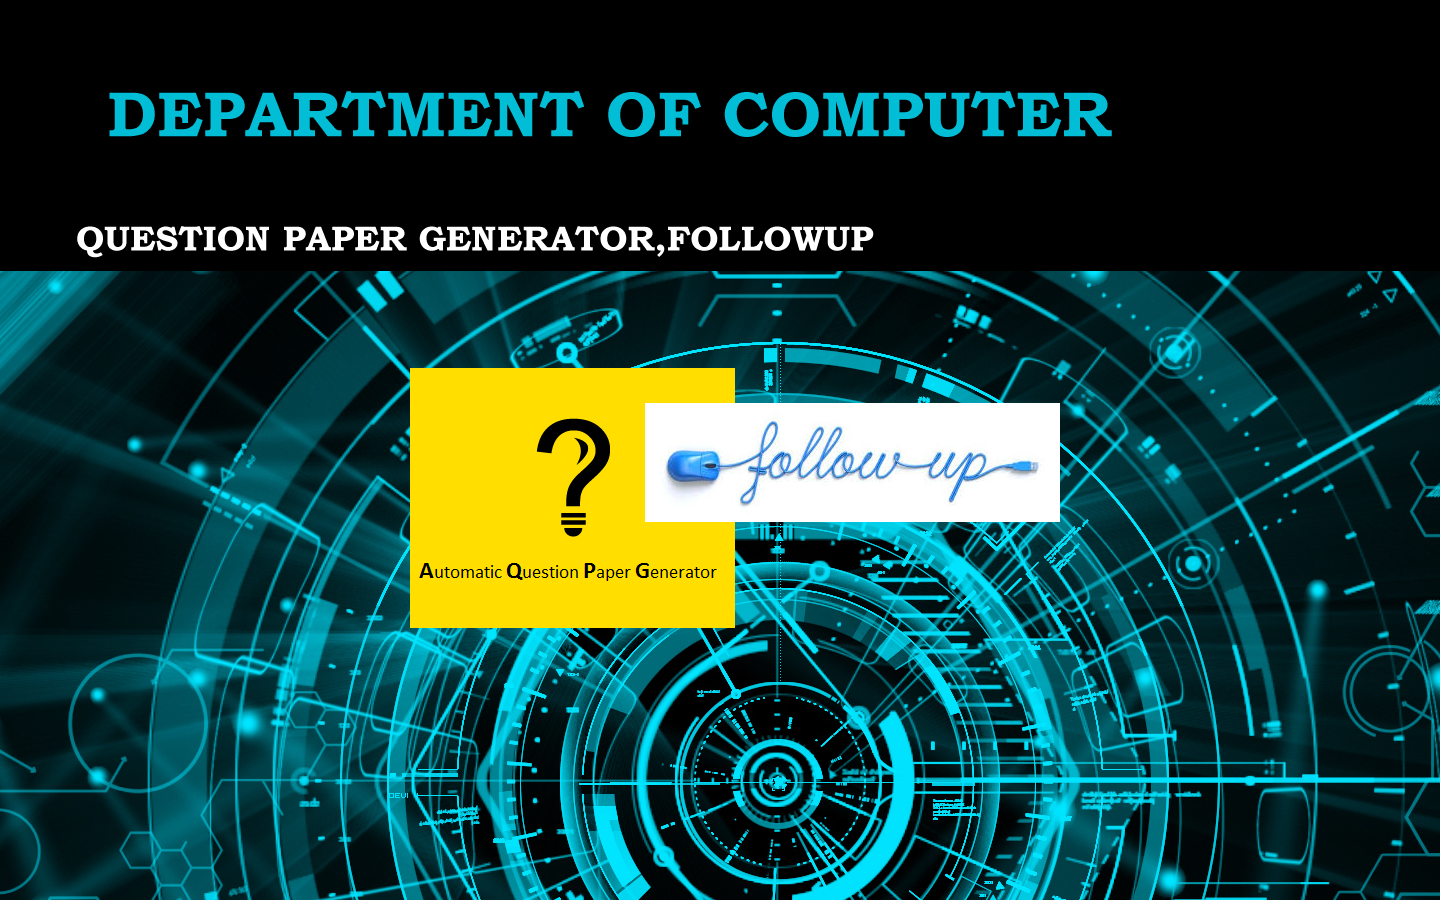 DEPARTMENT OF COMPUTER
QUESTION PAPER GENERATOR,FOLLOWUP
follow up
Automatic Question Paper Generator